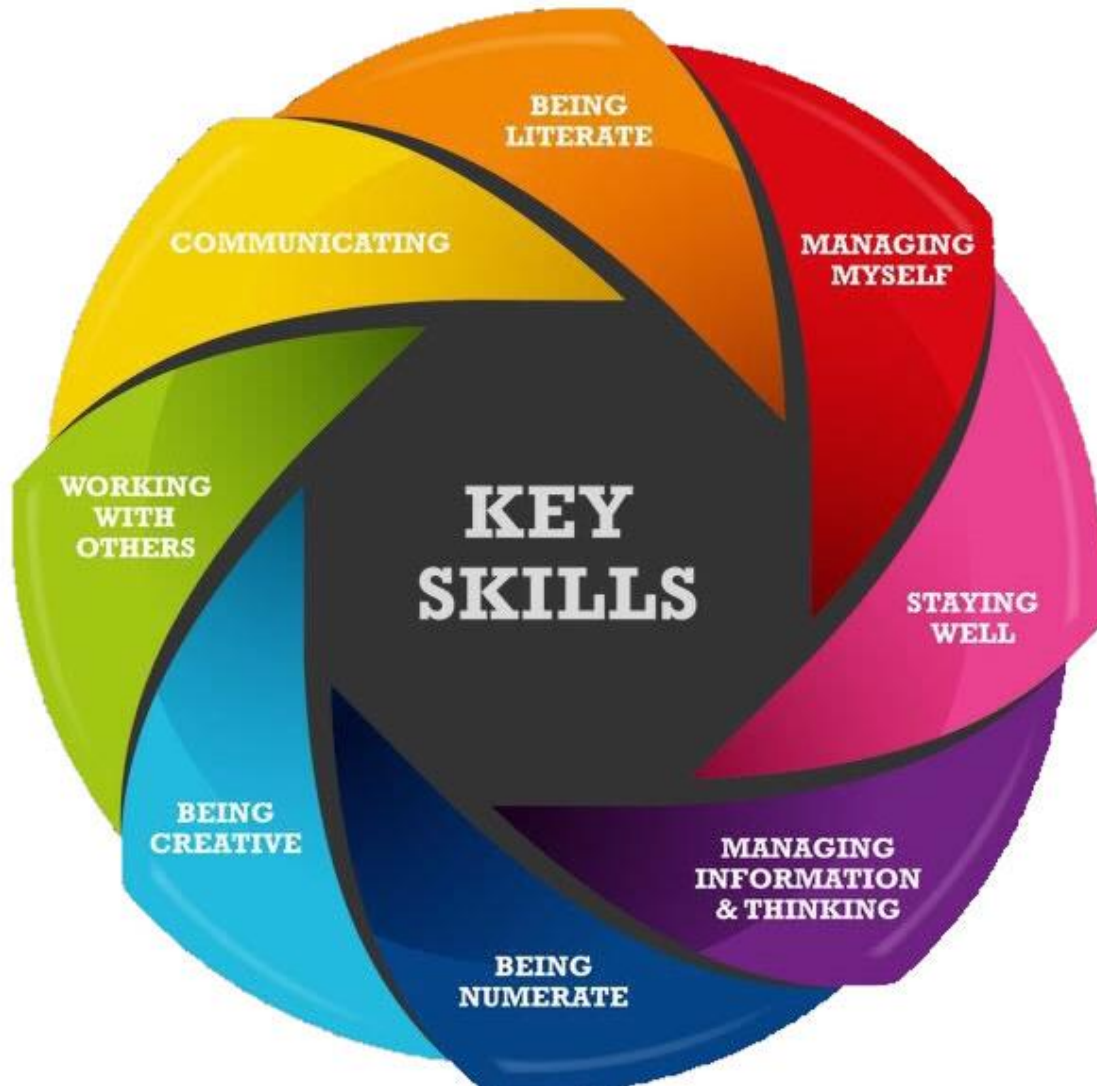 BEING
LITERATE
MANAGING
MYSELF
STAYING
WELL
MANAGING
INFORMATION
& THINKING
BEING
NUMERATE
BEING
CREATIVE
WORKING
WITH
OTHERS
COMMUNICATING
KEY
SKILLS